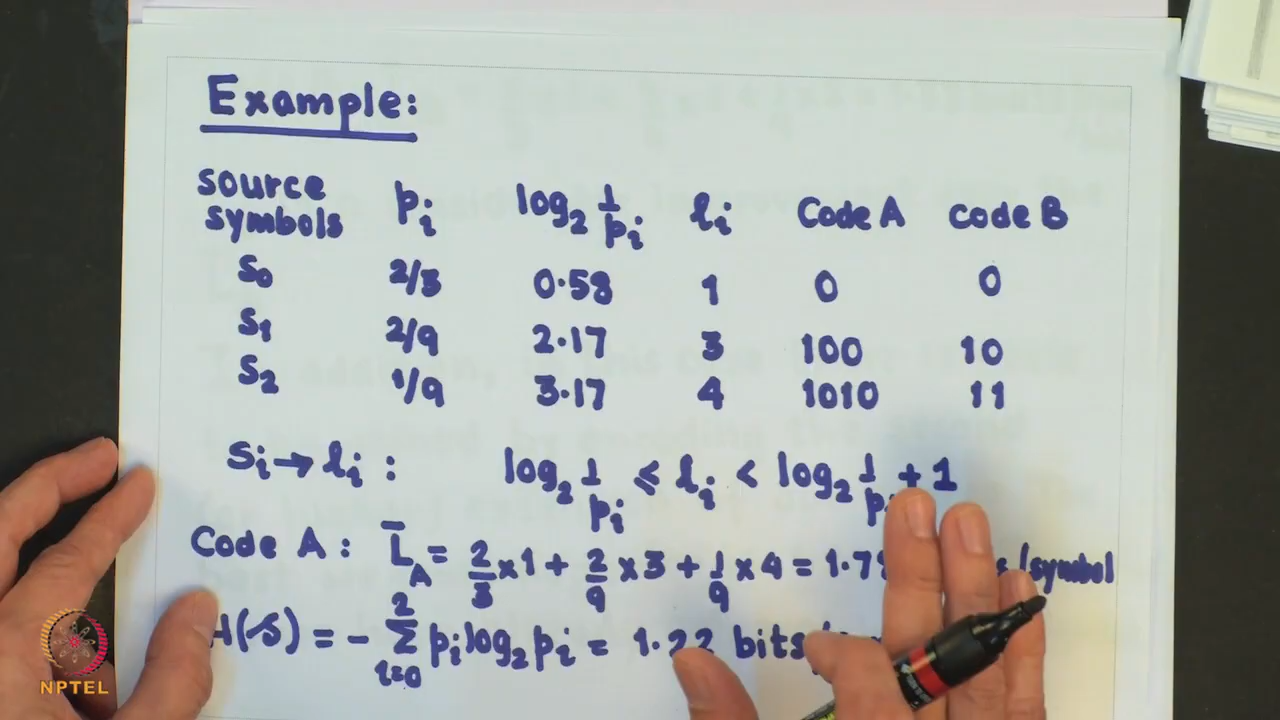 Example:
source symbols pᵢ log₂ 1/pᵢ lᵢ Code A code B
S₀ 2/3 0.58 1 0 0
S₁ 2/9 2.17 3 100 10
S₂ 1/9 3.17 4 1010 11
Sᵢ → lᵢ : log₂ 1/pᵢ ≤ lᵢ < log₂ 1/pᵢ + 1
Code A : L̄_A = 2/3 x 1 + 2/9 x 3 + 1/9 x 4 = 1.78 /symbol
H(S) = - Σ_{i=0}^{2} pᵢ log₂ pᵢ = 1.22 bits
NPTEL